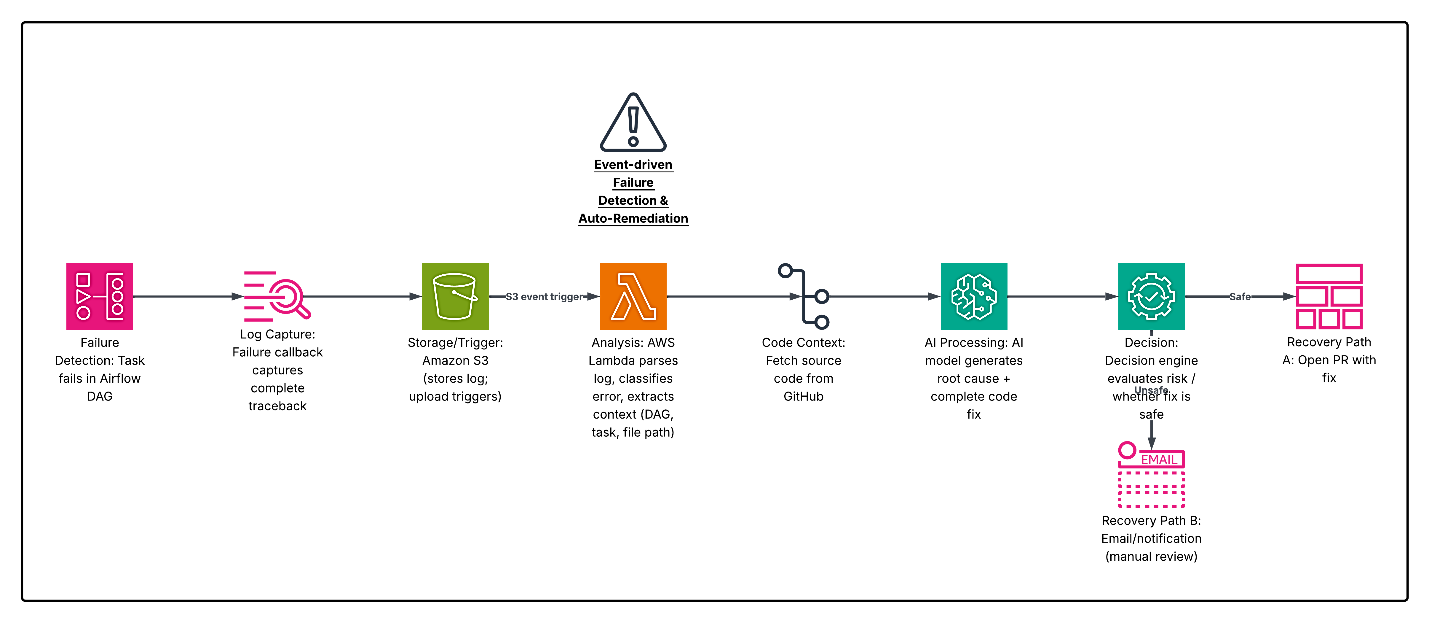 Event-driven
Failure
Detection &
Auto-Remediation
Failure
Detection: Task
fails in Airflow
DAG
Log Capture:
Failure callback
captures
complete
traceback
Storage/Trigger:
Amazon S3
(stores log;
upload triggers)
S3 event trigger
Analysis: AWS
Lambda parses
log, classifies
error, extracts
context (DAG,
task, file path)
Code Context:
Fetch source
code from
GitHub
AI Processing: AI
model generates
root cause +
complete code
fix
Decision:
Decision engine
evaluates risk /
whether fix is
safe
Unsafe
Safe
Recovery Path
A: Open PR with
fix
EMAIL
Recovery Path B:
Email/notification
(manual review)